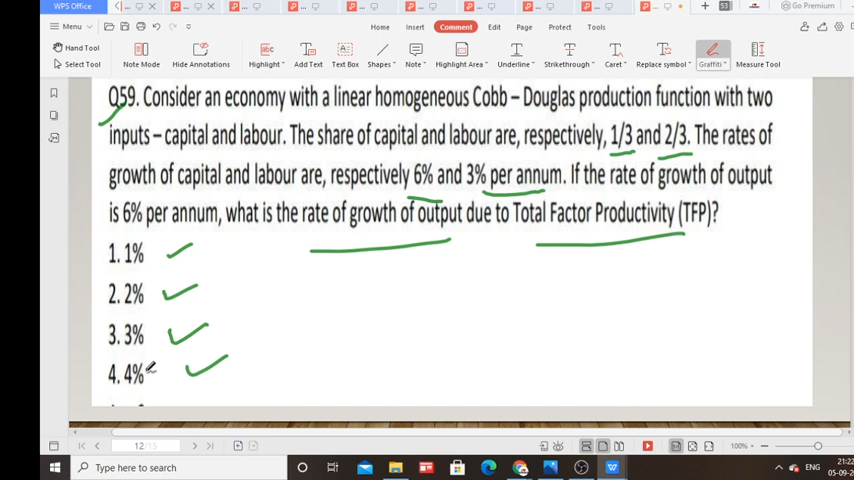 WPS Office
53
Go Premium
Menu
Home
Insert
Comment
Edit
Page
Protect
Tools
Hand Tool
Select Tool
Note Mode
Hide Annotations
Highlight
Add Text
Text Box
Shapes
Note
Highlight Area
Underline
Strikethrough
Caret
Replace symbol
Graffiti
Measure Tool
Q59. Consider an economy with a linear homogeneous Cobb – Douglas production function with two
inputs – capital and labour. The share of capital and labour are, respectively, 1/3 and 2/3. The rates of
growth of capital and labour are, respectively 6% and 3% per annum. If the rate of growth of output
is 6% per annum, what is the rate of growth of output due to Total Factor Productivity (TFP)?
1. 1%
2. 2%
3. 3%
4. 4%
12/15
100%
Type here to search
21:22
05-09-2